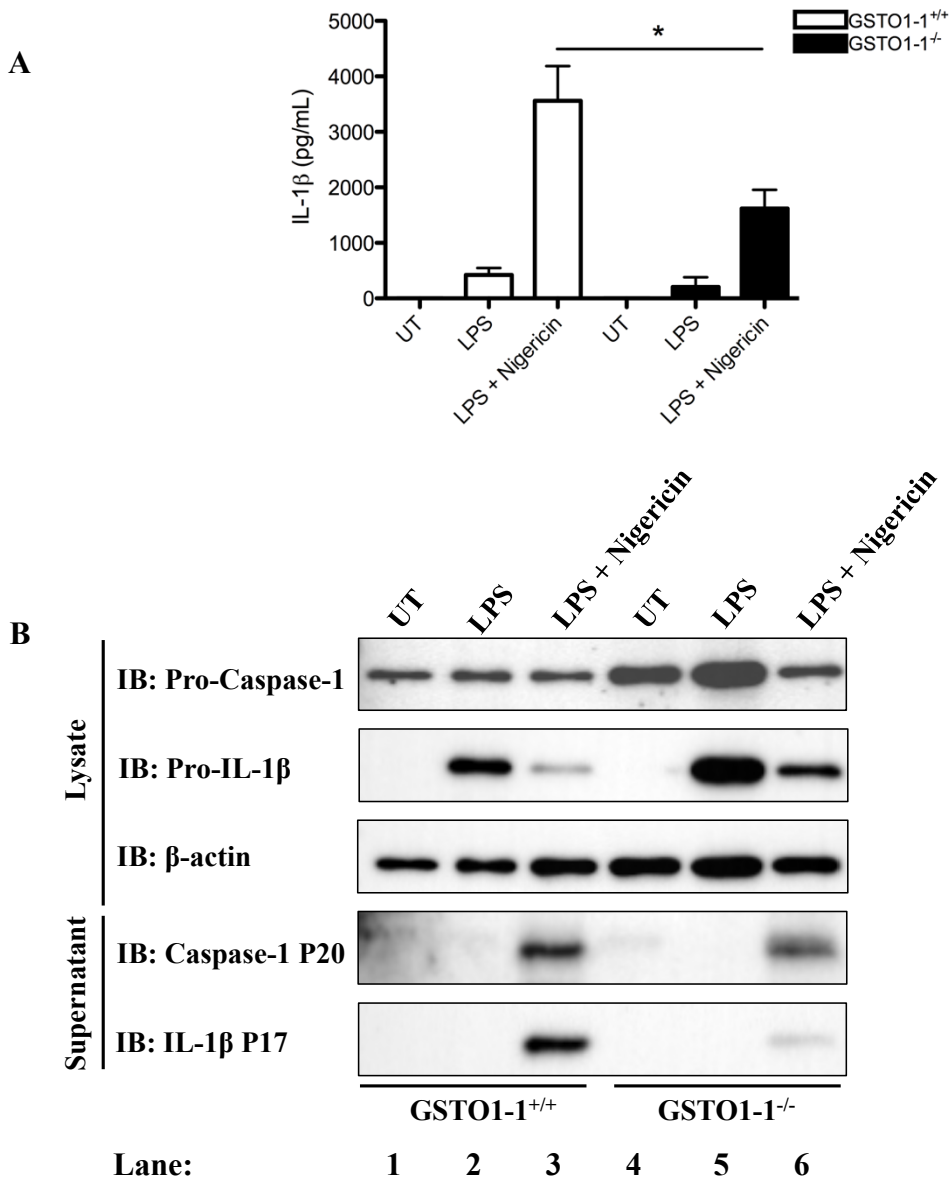 A
5000
4000
3000
2000
1000
0
IL-1β (pg/mL)
*
GSTO1-1+/+
GSTO1-1-/-
UT
LPS
LPS + Nigericin
UT
LPS
LPS + Nigericin
B
UT
LPS
LPS + Nigericin
UT
LPS
LPS + Nigericin
Lysate
IB: Pro-Caspase-1
IB: Pro-IL-1β
IB: β-actin
Supernatant
IB: Caspase-1 P20
IB: IL-1β P17
GSTO1-1+/+ GSTO1-1-/-
Lane: 1 2 3 4 5 6